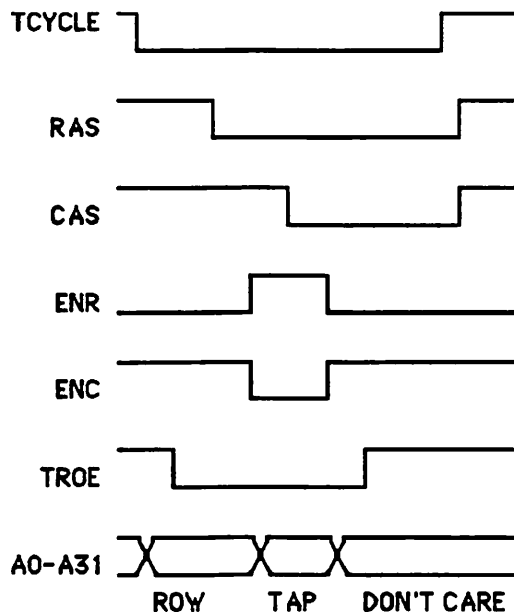 TCYCLE
RAS
CAS
ENR
ENC
TROE
A0-A31
ROW TAP DON'T CARE